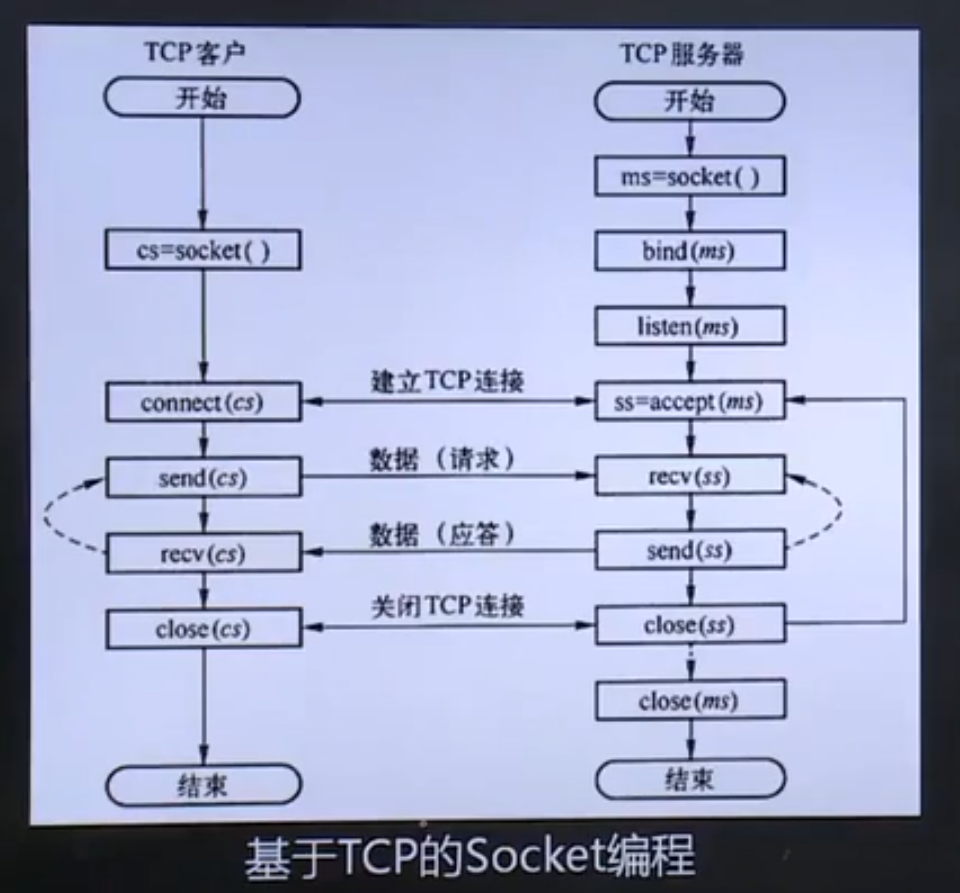 TCP客户
开始
cs=socket( )
connect(cs)
send(cs)
recv(cs)
close(cs)
结束
建立TCP连接
数据（请求）
数据（应答）
关闭TCP连接
TCP服务器
开始
ms=socket( )
bind(ms)
listen(ms)
ss=accept(ms)
recv(ss)
send(ss)
close(ss)
close(ms)
结束
基于TCP的Socket编程